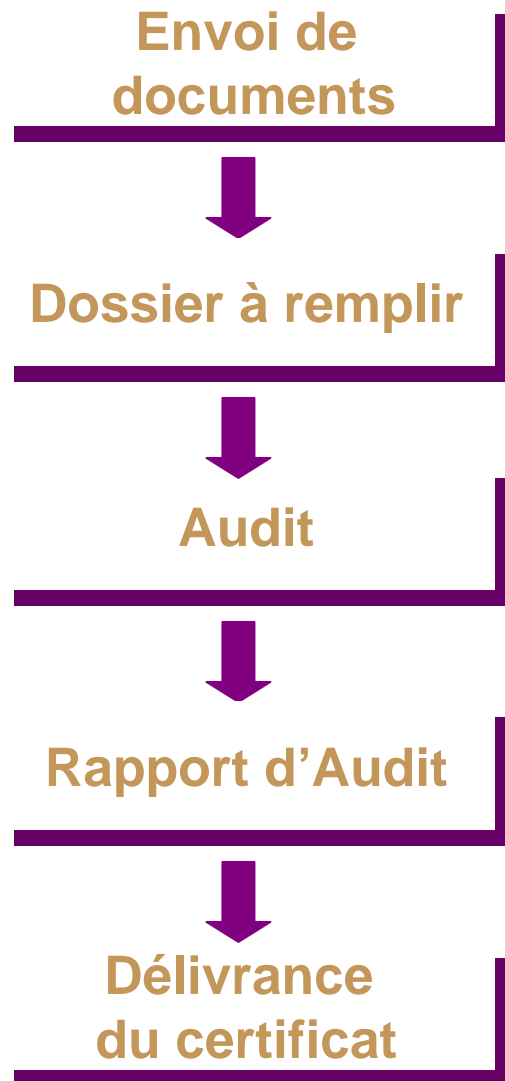 Envoi de
documents
Dossier à remplir
Audit
Rapport d’Audit
Délivrance
du certificat